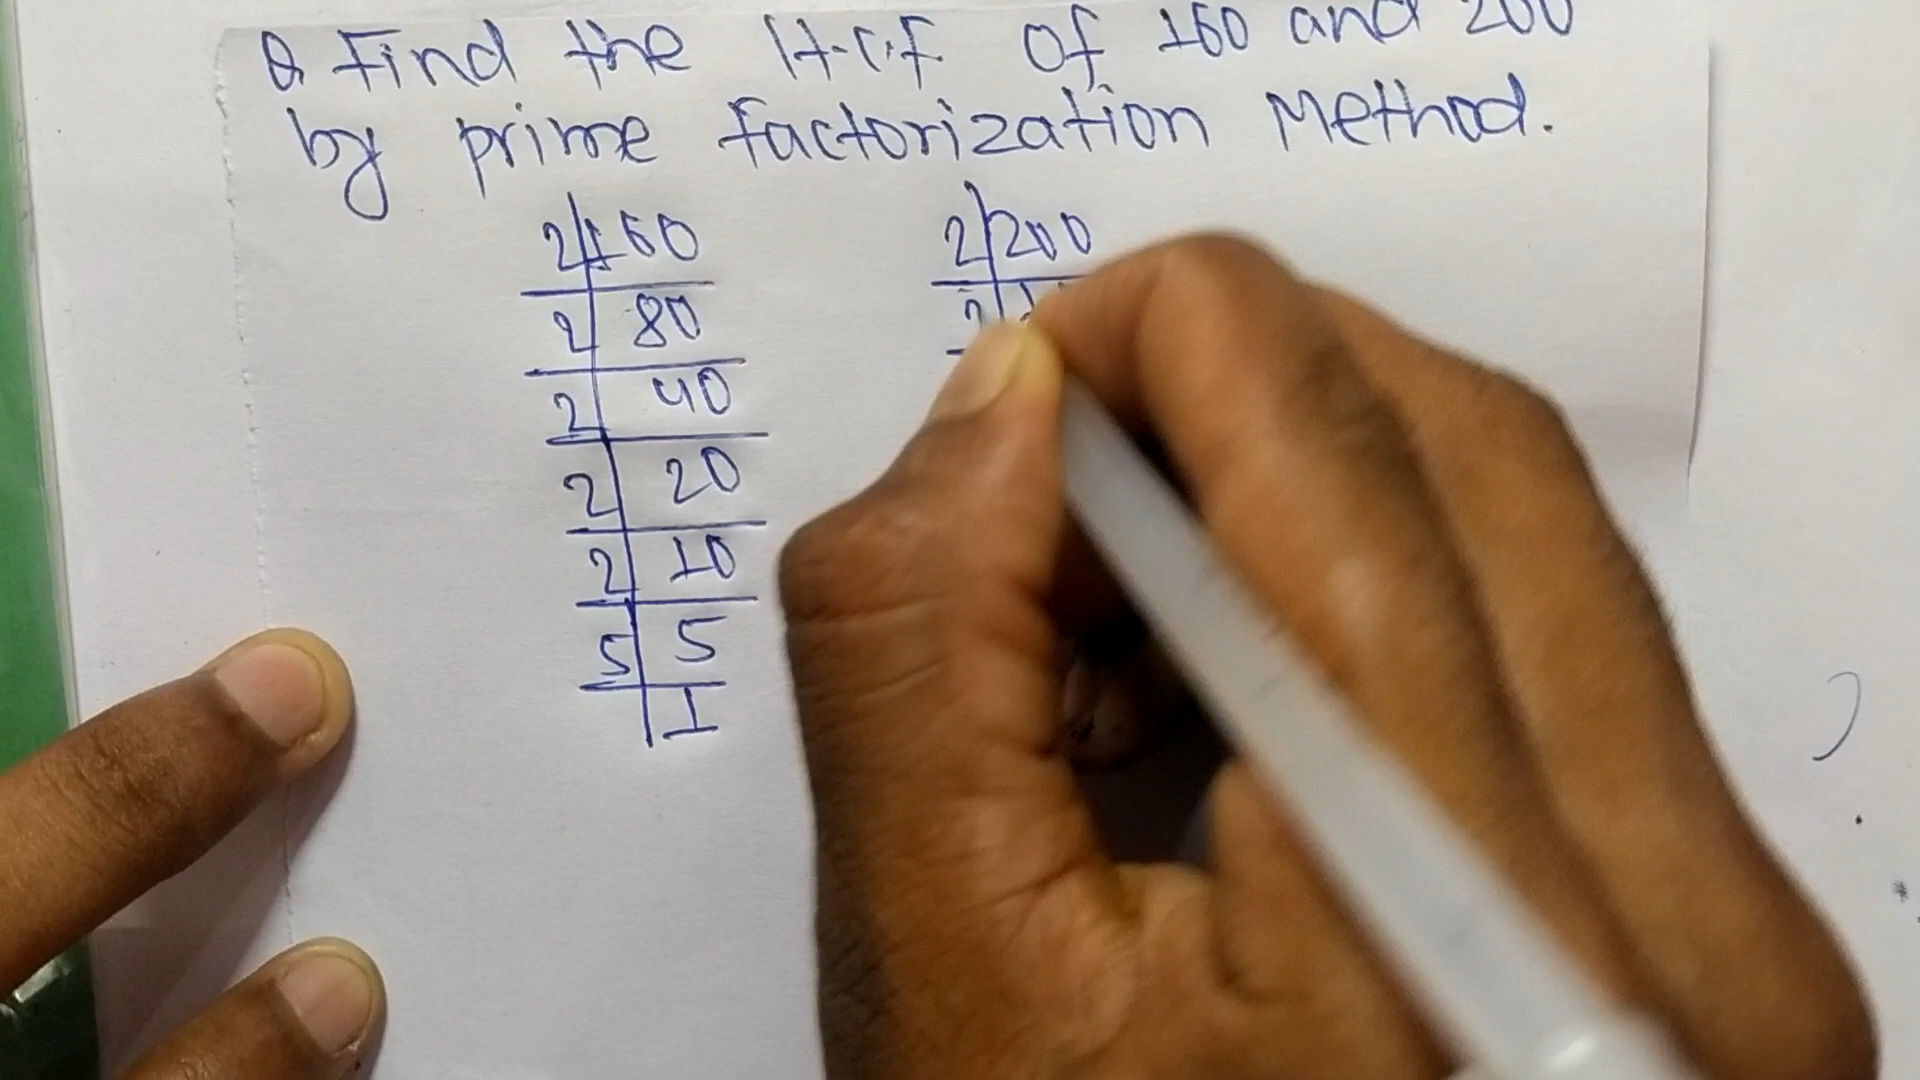 Q Find the H.C.F. of 160 and 200
by prime factorization Method.
2 160 2 200
2 80 2
2 40
2 20
2 10
5 5
1